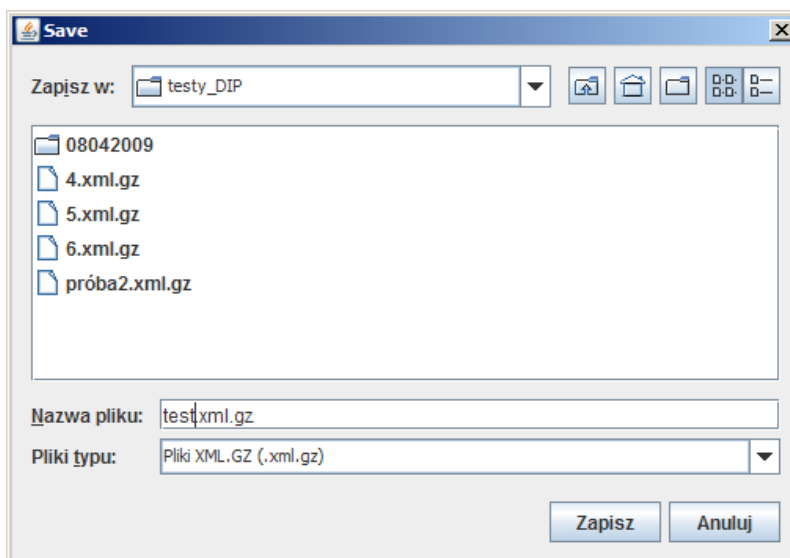 Save
Zapisz w: testy_DIP
08042009
4.xml.gz
5.xml.gz
6.xml.gz
próba2.xml.gz
Nazwa pliku: test.xml.gz
Pliki typu: Pliki XML.GZ (.xml.gz)
Zapisz Anuluj